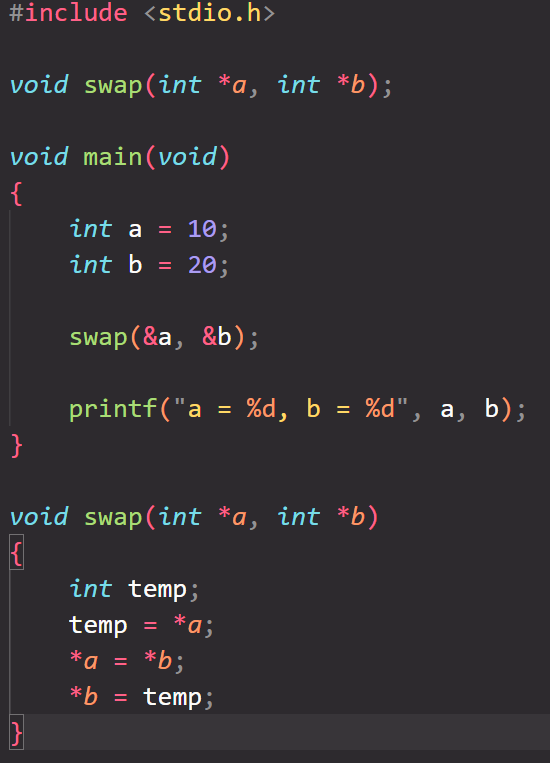 #include <stdio.h>
void swap(int *a, int *b);
void main(void)
{
int a = 10;
int b = 20;
swap(&a, &b);
printf("a = %d, b = %d", a, b);
}
void swap(int *a, int *b)
{
int temp;
temp = *a;
*a = *b;
*b = temp;
}